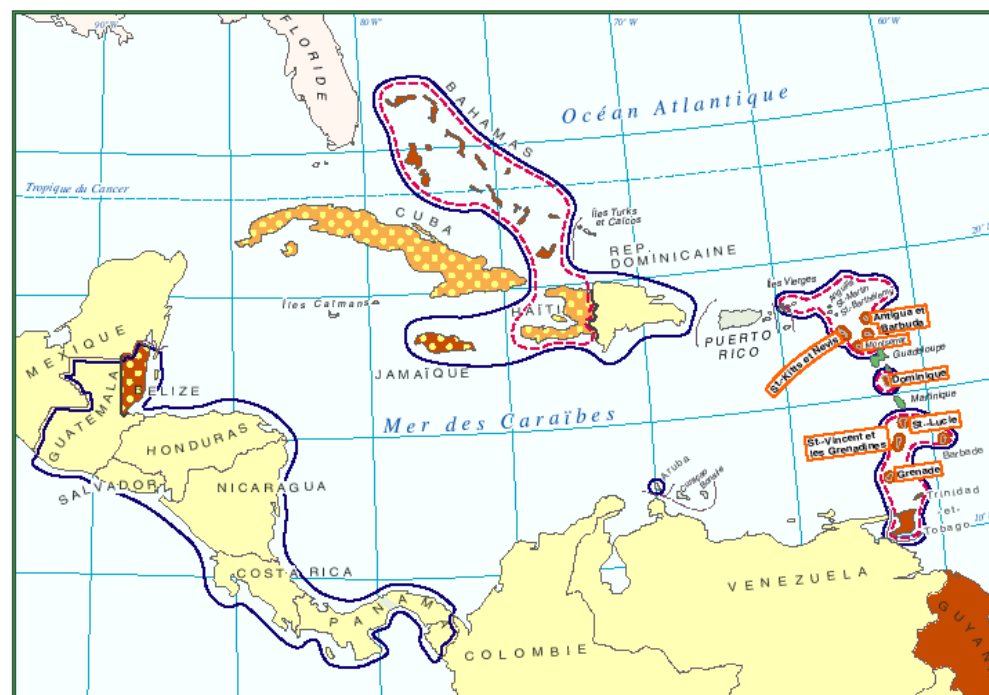 90° W
80° W
70° W
60° W
FLORIDE
BAHAMAS
Océan Atlantique
Tropique du Cancer
CUBA
Îles Turks
et Caïcos
20°
REP.
DOMINICAINE
Îles Vierges
Anguilla
St-Martin
St-Barthélemy
Îles Caïmans
HAÏTI
Antigua et
Barbuda
MEXIQUE
PUERTO
RICO
St-Kitts et Nevis
Montserrat
Guadeloupe
JAMAÏQUE
Dominique
BELIZE
GUATEMALA
Martinique
Mer des Caraïbes
St--Lucie
HONDURAS
St--Vincent et
les Grenadines
Barbade
Grenade
SALVADOR
NICARAGUA
Aruba
Curaçao
Bonaire
Trinidad
et-
Tobago
10°
COSTA RICA
VENEZUELA
PANAMA
COLOMBIE
GUYAN